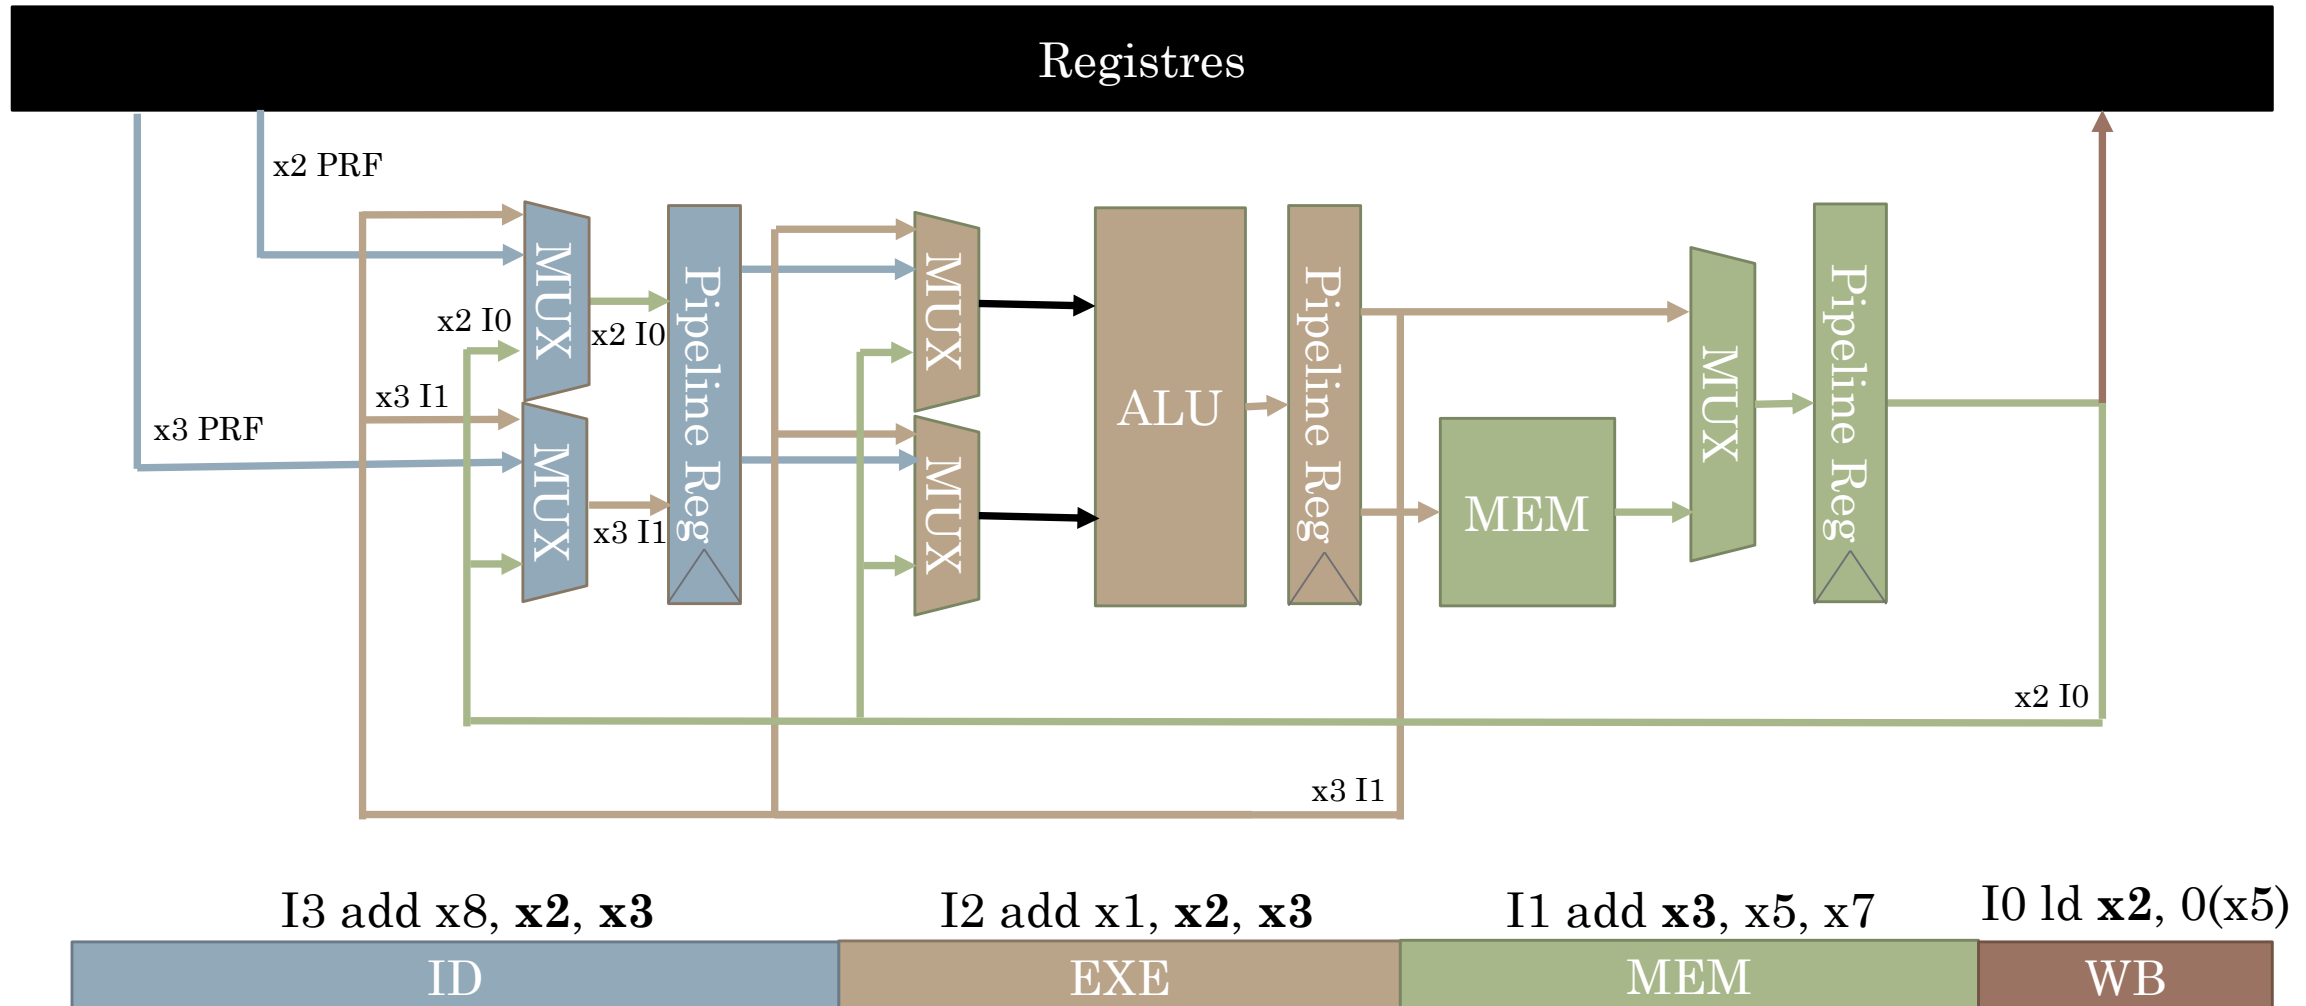 Registres
x2 PRF
x2 I0
x2 I0
x3 I1
x3 PRF
x3 I1
MUX
MUX
Pipeline Reg
MUX
MUX
ALU
Pipeline Reg
MEM
MUX
Pipeline Reg
x2 I0
x3 I1
I3 add x8, x2, x3
I2 add x1, x2, x3
I1 add x3, x5, x7
I0 ld x2, 0(x5)
ID
EXE
MEM
WB